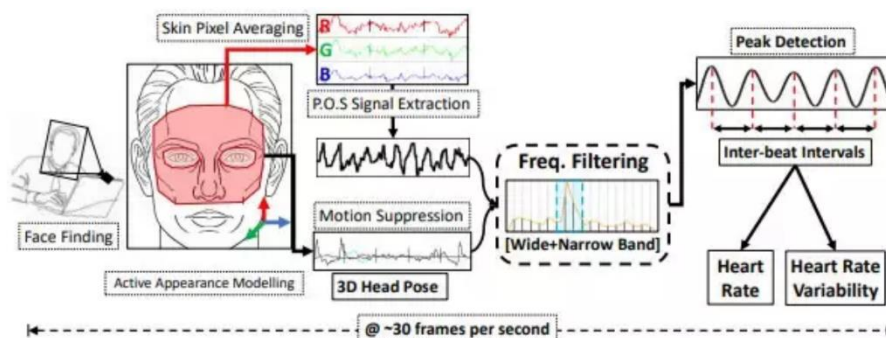 Skin Pixel Averaging
R
G
B
P.O.S Signal Extraction
Face Finding
Active Appearance Modelling
Motion Suppression
3D Head Pose
Freq. Filtering
[Wide+Narrow Band]
Peak Detection
Inter-beat Intervals
Heart
Rate
Heart Rate
Variability
@ ~30 frames per second